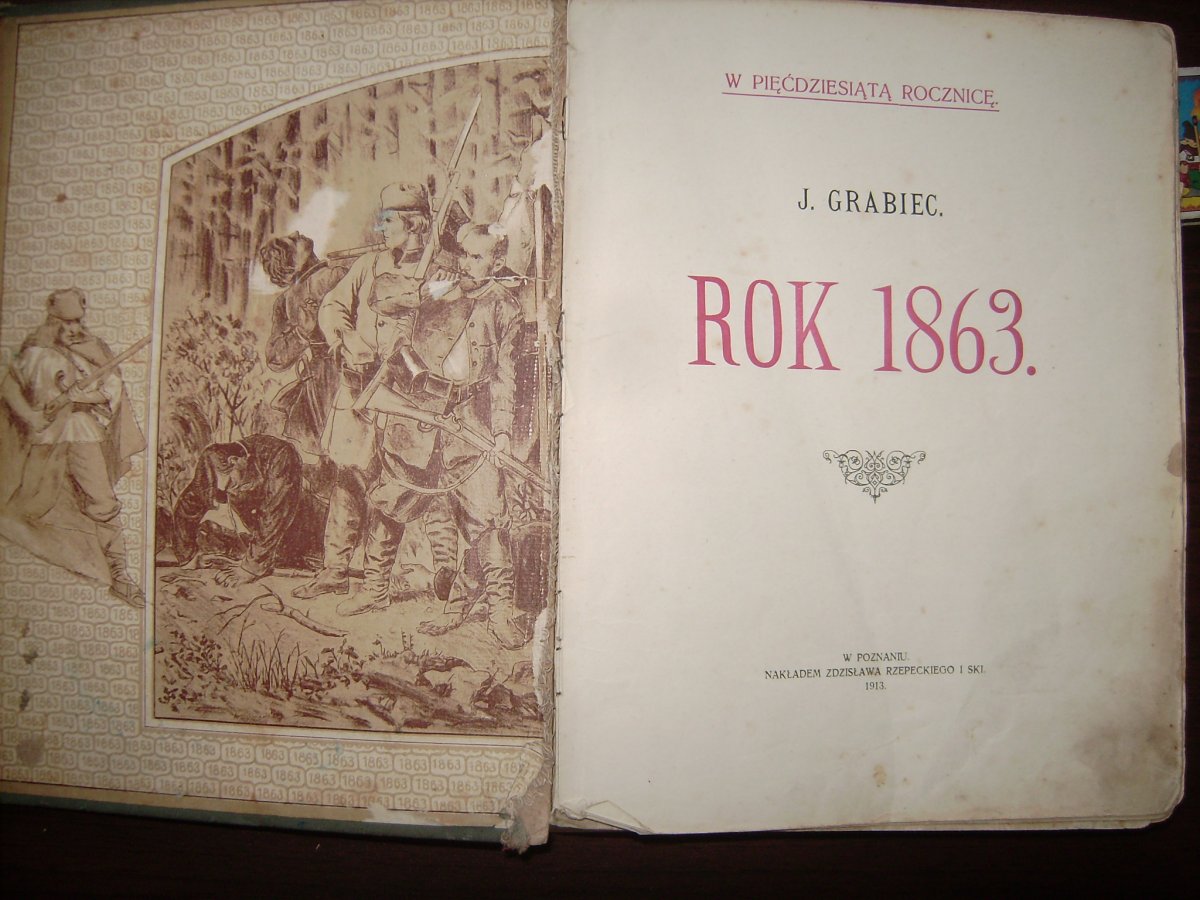 W PIĘĆDZIESIĄTĄ ROCZNICĘ.
J. GRABIEC.
ROK 1863.
W POZNANIU.
NAKŁADEM ZDZISŁAWA RZEPECKIEGO I SKI.
1913.